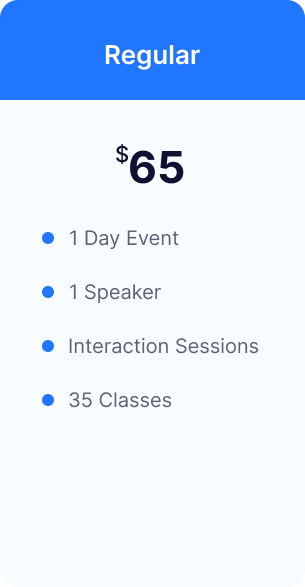 Regular
$65
1 Day Event
1 Speaker
Interaction Sessions
35 Classes